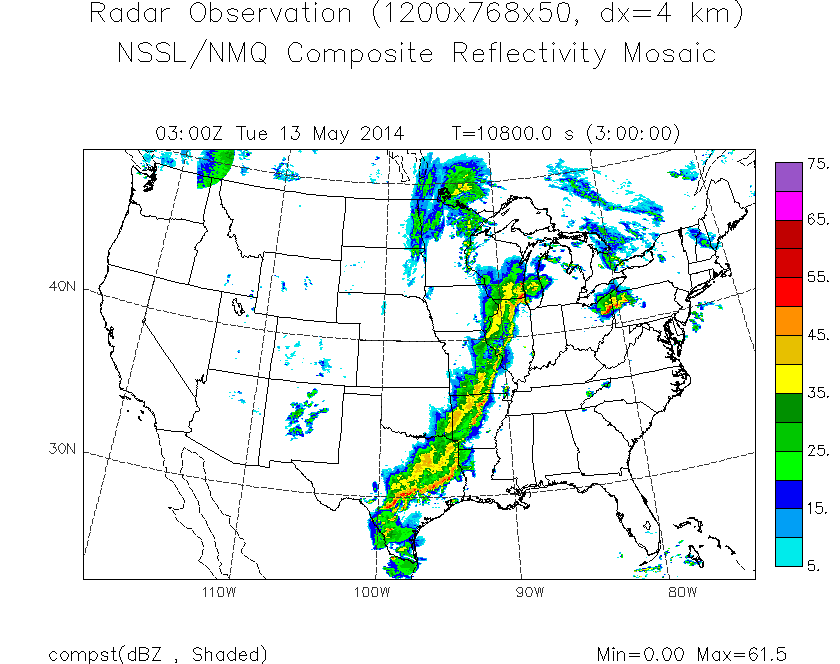 Radar Observation (1200x768x50, dx=4 km)
NSSL/NMQ Composite Reflectivity Mosaic
03:00Z Tue 13 May 2014 T=10800.0 s (3:00:00)
75.
65.
55.
45.
35.
25.
15.
5.
40N
30N
110W 100W 90W 80W
compst(dBZ , Shaded) Min=0.00 Max=61.5